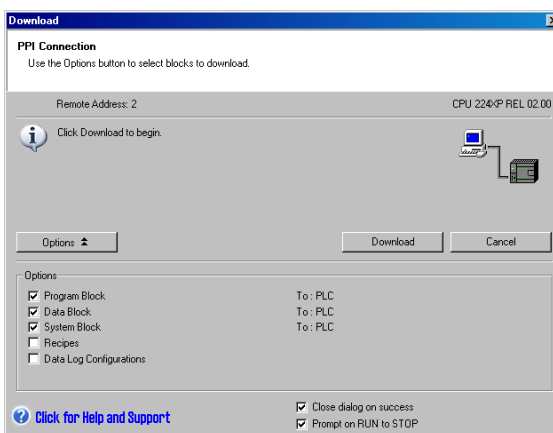 Download
PPI Connection
Use the Options button to select blocks to download.
Remote Address: 2
CPU 224XP REL 02.00
Click Download to begin.
Options
Download
Cancel
Options
Program Block To : PLC
Data Block To : PLC
System Block To : PLC
Recipes
Data Log Configurations
Click for Help and Support
Close dialog on success
Prompt on RUN to STOP